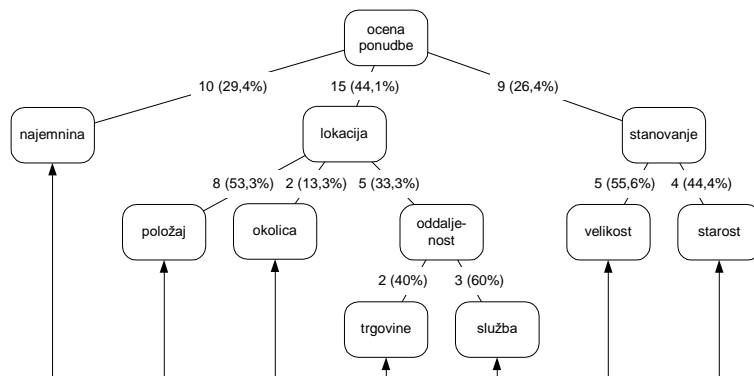 ocena
ponudbe
10 (29,4%)
15 (44,1%)
9 (26,4%)
najemnina
lokacija
stanovanje
8 (53,3%)
2 (13,3%)
5 (33,3%)
5 (55,6%)
4 (44,4%)
položaj
okolica
oddalje-
nost
velikost
starost
2 (40%)
3 (60%)
trgovine
služba